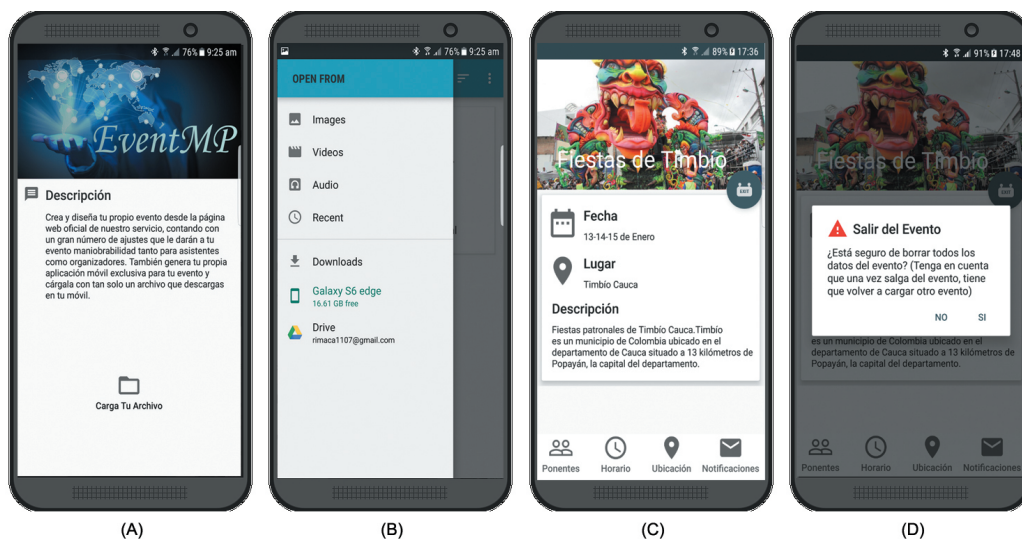 76% 9:25 am
EventMP
Descripción
Crea y diseña tu propio evento desde la página
web oficial de nuestro servicio, contando con
un gran número de ajustes que le darán a tu
evento maniobrabilidad tanto para asistentes
como organizadores. También genera tu propia
aplicación móvil exclusiva para tu evento y
cárgala con tan solo un archivo que descargas
en tu móvil.
Carga Tu Archivo
(A)
76% 9:25 am
OPEN FROM
Images
Videos
Audio
Recent
Downloads
Galaxy S6 edge
16.61 GB free
Drive
rimaca1107@gmail.com
(B)
89% 17:36
Fiestas de Timbío
EXIT
Fecha
13-14-15 de Enero
Lugar
Timbío Cauca
Descripción
Fiestas patronales de Timbío Cauca.Timbío
es un municipio de Colombia ubicado en el
departamento de Cauca situado a 13 kilómetros de
Popayán, la capital del departamento.
Ponentes Horario Ubicación Notificaciones
(C)
91% 17:48
Fiestas de Timbío
EXIT
Salir del Evento
¿Está seguro de borrar todos los
datos del evento? (Tenga en cuenta
que una vez salga del evento, tiene
que volver a cargar otro evento)
NO SI
es un municipio de Colombia ubicado en el
departamento de Cauca situado a 13 kilómetros de
Popayán, la capital del departamento.
Ponentes Horario Ubicación Notificaciones
(D)